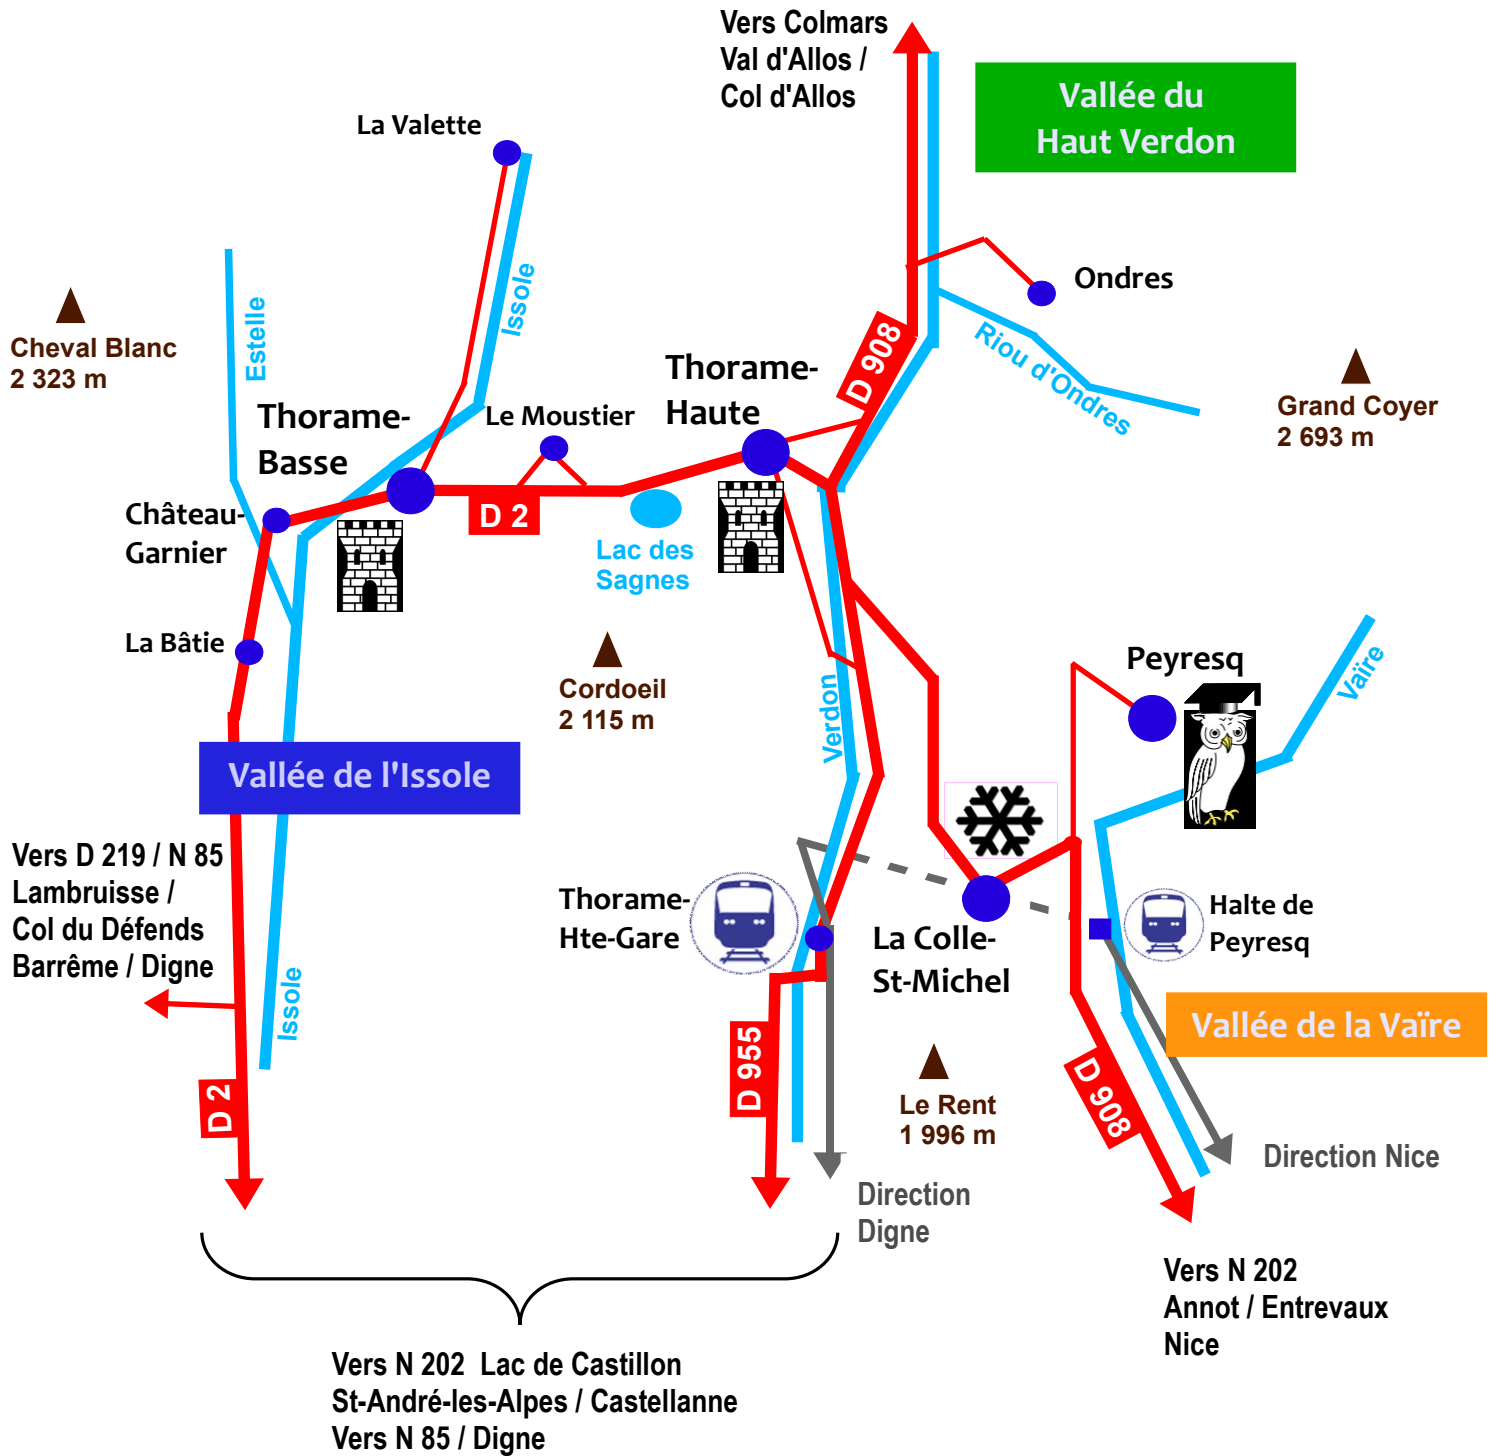 Vers Colmars
Val d'Allos /
Col d'Allos
Vallée du
Haut Verdon
La Valette
Issole
Estelle
Ondres
Riou d'Ondres
Cheval Blanc
2 323 m
D 908
Thorame-
Haute
Grand Coyer
2 693 m
Thorame-
Basse
Le Moustier
Château-
Garnier
D 2
Lac des
Sagnes
La Bâtie
Cordoeil
2 115 m
Verdon
Peyresq
Vaïre
Vallée de l'Issole
Vers D 219 / N 85
Lambruisse /
Col du Défends
Barrême / Digne
Thorame-
Hte-Gare
La Colle-
St-Michel
Halte de
Peyresq
Issole
Vallée de la Vaïre
D 2
D 955
Le Rent
1 996 m
D 908
Direction Nice
Direction
Digne
Vers N 202
Annot / Entrevaux
Nice
Vers N 202 Lac de Castillon
St-André-les-Alpes / Castellanne
Vers N 85 / Digne